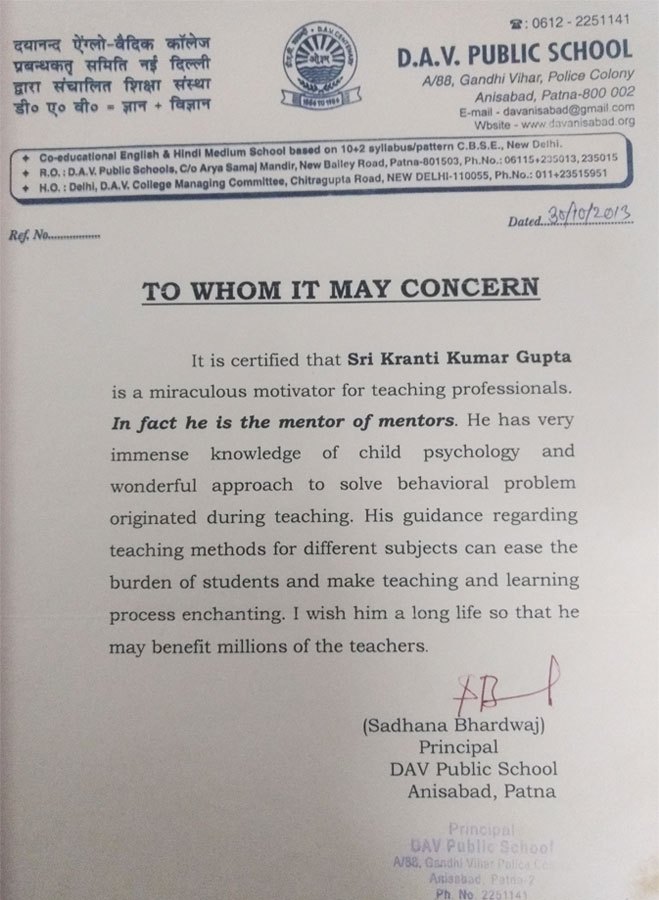 ☎: 0612 - 2251141
दयानन्द ऐंग्लो-वैदिक कॉलेज
प्रबन्धकर्तृ समिति नई दिल्ली
द्वारा संचालित शिक्षा संस्था
डी० ए० वी० = ज्ञान + विज्ञान
D.A.V. PUBLIC SCHOOL
A/88, Gandhi Vihar, Police Colony
Anisabad, Patna-800 002
E-mail - davanisabad@gmail.com
Wbsite - www.davanisabad.org
Co-educational English & Hindi Medium School based on 10+2 syllabus/pattern C.B.S.E., New Delhi.
R.O. : D.A.V. Public Schools, C/o Arya Samaj Mandir, New Bailey Road, Patna-801503, Ph.No.: 06115+235013, 235015
H.O. : Delhi, D.A.V. College Managing Committee, Chitragupta Road, NEW DELHI-110055, Ph.No.: 011+23515951
Ref. No................
Dated...30/10/2013
TO WHOM IT MAY CONCERN
It is certified that Sri Kranti Kumar Gupta
is a miraculous motivator for teaching professionals.
In fact he is the mentor of mentors. He has very
immense knowledge of child psychology and
wonderful approach to solve behavioral problem
originated during teaching. His guidance regarding
teaching methods for different subjects can ease the
burden of students and make teaching and learning
process enchanting. I wish him a long life so that he
may benefit millions of the teachers.
(Sadhana Bhardwaj)
Principal
DAV Public School
Anisabad, Patna
Principal
DAV Public School
A/88, Gandhi Vihar Police
Anisabad, Patna-2
Ph. No. 2251141